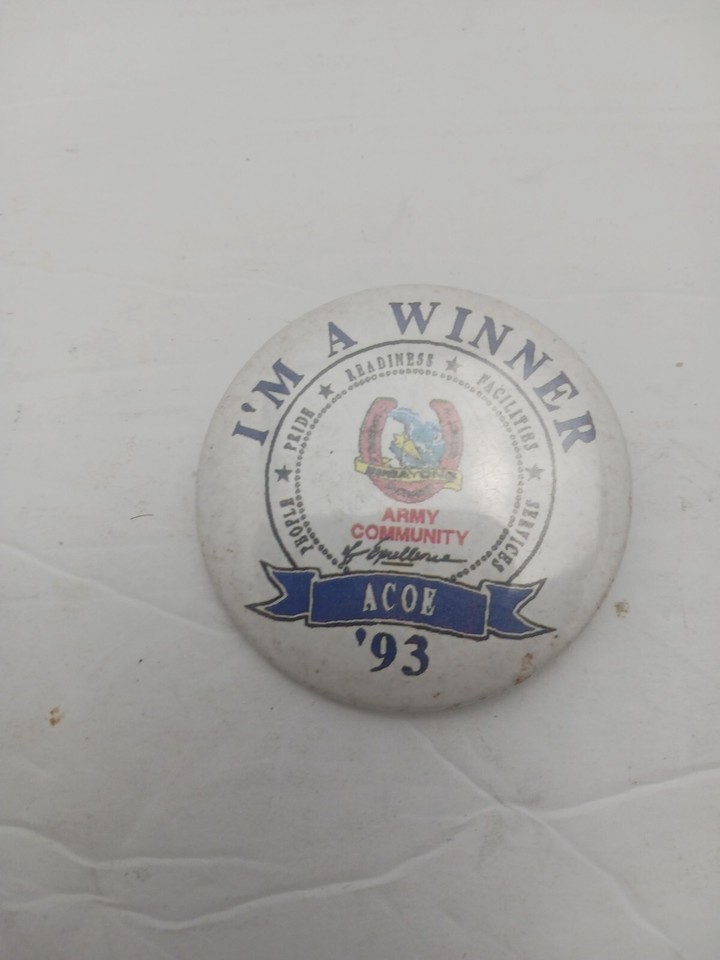 I'M A WINNER
PEOPLE ★ PRIDE ★ READINESS ★ FACILITIES ★ SERVICES
ARMY
COMMUNITY
of Excellence
ACOE
'93